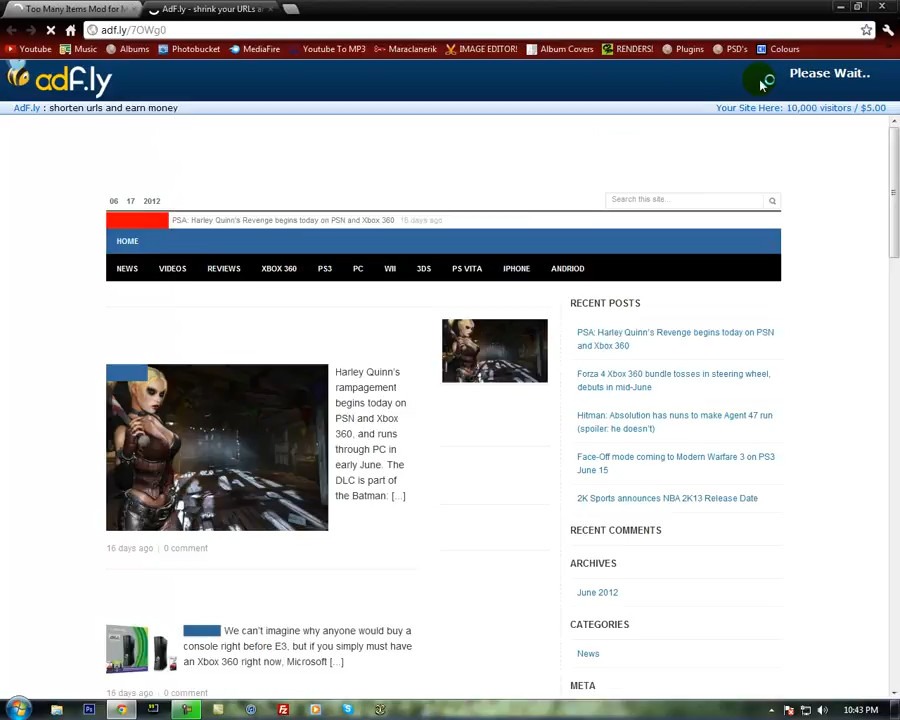 Too Many Items Mod for M
AdF.ly - shrink your URLs a
adf.ly/7OWg0
Youtube
Music
Albums
Photobucket
MediaFire
Youtube To MP3
Maraclanerik
IMAGE EDITOR!
Album Covers
RENDERS!
Plugins
PSD's
Colours
adf.ly
Please Wait..
AdF.ly : shorten urls and earn money
Your Site Here: 10,000 visitors / $5.00
06 17 2012
Search this site...
PSA: Harley Quinn's Revenge begins today on PSN and Xbox 360 16 days ago
HOME
NEWS VIDEOS REVIEWS XBOX 360 PS3 PC WII 3DS PS VITA IPHONE ANDRIOD
Harley Quinn's
rampagement
begins today on
PSN and Xbox
360, and runs
through PC in
early June. The
DLC is part of
the Batman: [...]
16 days ago | 0 comment
We can't imagine why anyone would buy a
console right before E3, but if you simply must have
an Xbox 360 right now, Microsoft [...]
16 days ago | 0 comment
RECENT POSTS
PSA: Harley Quinn's Revenge begins today on PSN
and Xbox 360
Forza 4 Xbox 360 bundle tosses in steering wheel,
debuts in mid-June
Hitman: Absolution has nuns to make Agent 47 run
(spoiler: he doesn't)
Face-Off mode coming to Modern Warfare 3 on PS3
June 15
2K Sports announces NBA 2K13 Release Date
RECENT COMMENTS
ARCHIVES
June 2012
CATEGORIES
News
META
10:43 PM